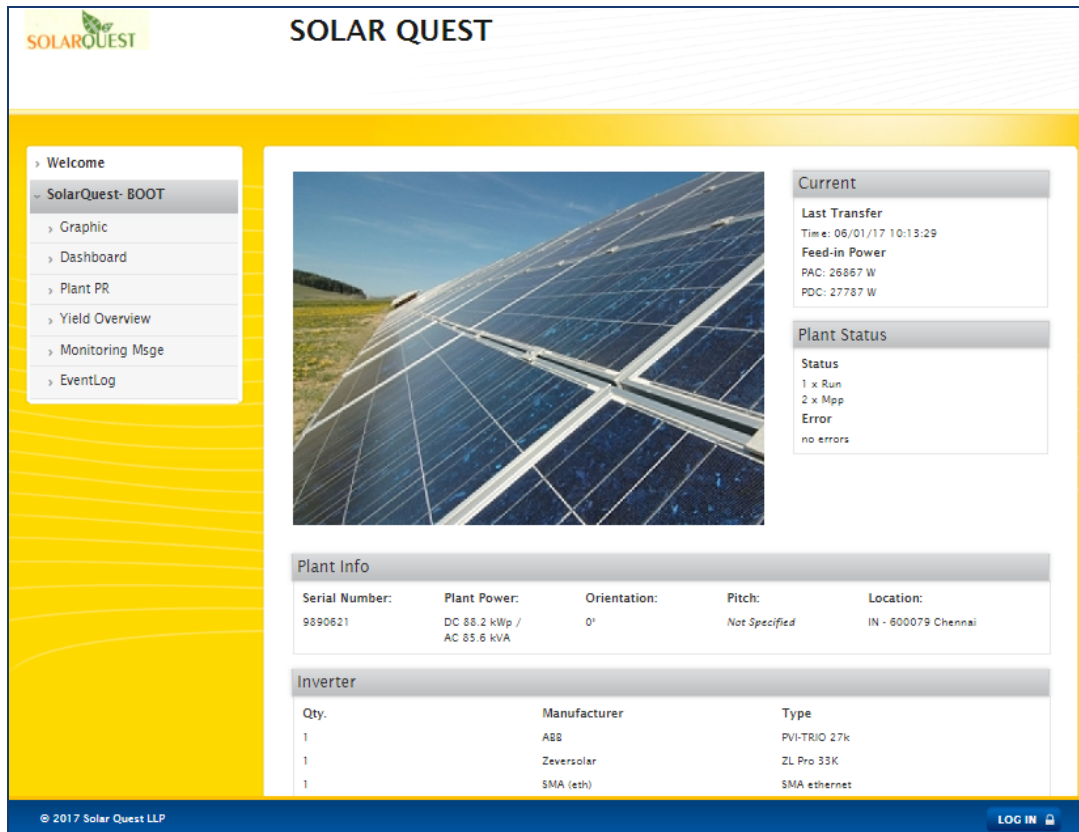 SOLARQUEST
SOLAR QUEST
Welcome
SolarQuest- BOOT
Graphic
Dashboard
Plant PR
Yield Overview
Monitoring Msge
EventLog
Current
Last Transfer
Time: 06/01/17 10:13:29
Feed-in Power
PAC: 26867 W
PDC: 27787 W
Plant Status
Status
1 x Run
2 x Mpp
Error
no errors
Plant Info
Serial Number: Plant Power: Orientation: Pitch: Location:
9890621 DC 88.2 kWp / 0° Not Specified IN - 600079 Chennai
AC 85.6 kVA
Inverter
Qty. Manufacturer Type
1 ABB PVI-TRIO 27k
1 Zeversolar ZL Pro 33K
1 SMA (eth) SMA ethernet
© 2017 Solar Quest LLP
LOG IN